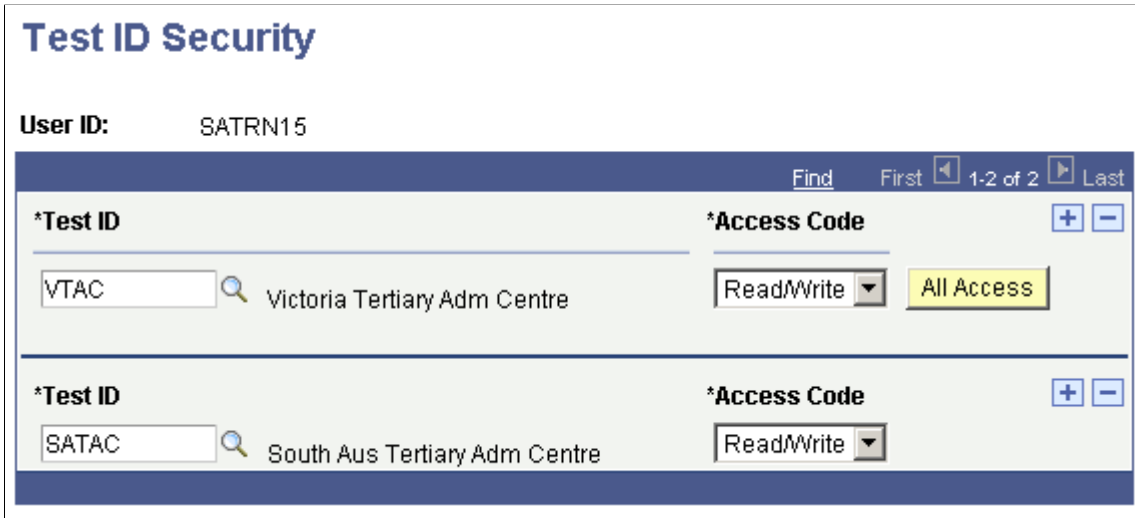 Test ID Security
User ID: SATRN15
Find First 1-2 of 2 Last
*Test ID *Access Code
VTAC Victoria Tertiary Adm Centre Read/Write All Access
*Test ID *Access Code
SATAC South Aus Tertiary Adm Centre Read/Write